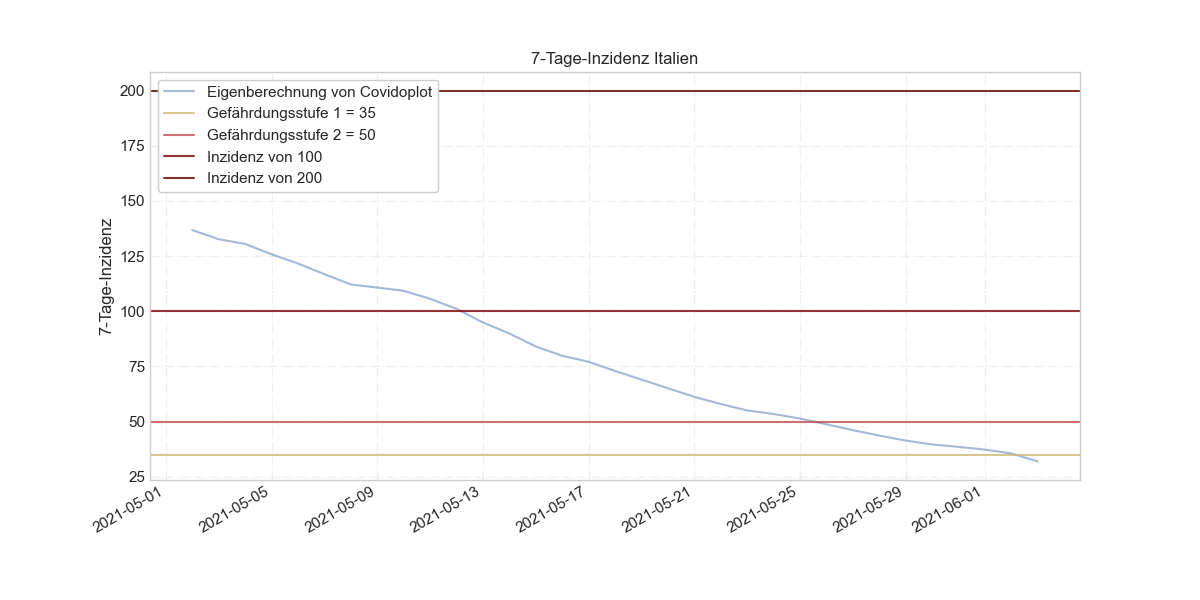 7-Tage-Inzidenz Italien
Eigenberechnung von Covidoplot
Gefährdungsstufe 1 = 35
Gefährdungsstufe 2 = 50
Inzidenz von 100
Inzidenz von 200
7-Tage-Inzidenz
200
175
150
125
100
75
50
25
2021-05-01
2021-05-05
2021-05-09
2021-05-13
2021-05-17
2021-05-21
2021-05-25
2021-05-29
2021-06-01